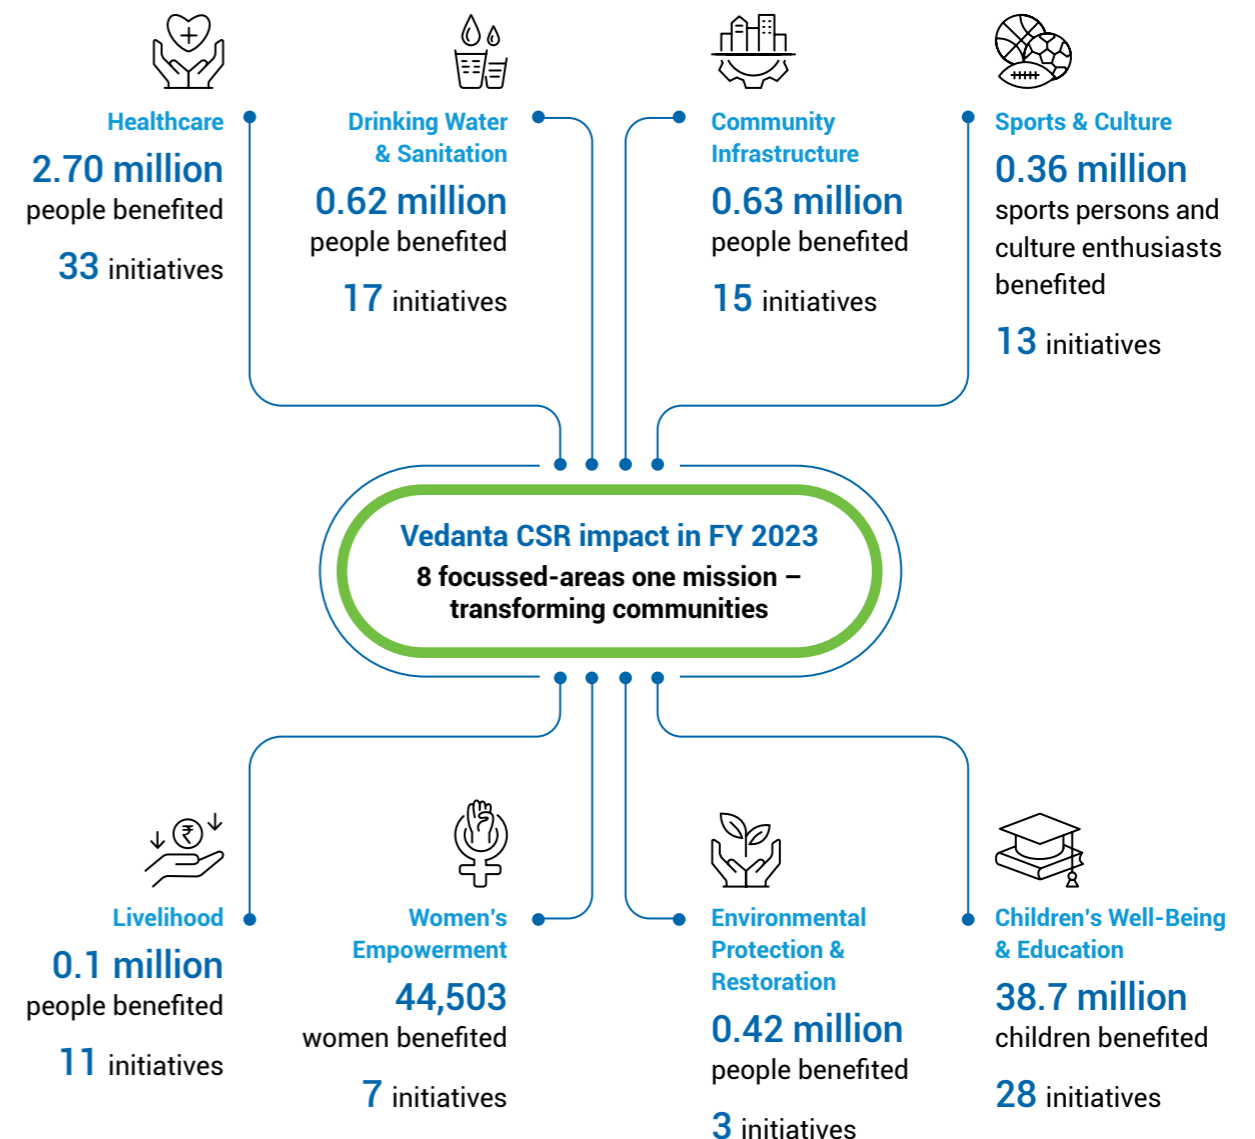 Healthcare
2.70 million
people benefited
33 initiatives
Drinking Water
& Sanitation
0.62 million
people benefited
17 initiatives
Community
Infrastructure
0.63 million
people benefited
15 initiatives
Sports & Culture
0.36 million
sports persons and
culture enthusiasts
benefited
13 initiatives
Vedanta CSR impact in FY 2023
8 focussed-areas one mission –
transforming communities
₹
Livelihood
0.1 million
people benefited
11 initiatives
Women's
Empowerment
44,503
women benefited
7 initiatives
Environmental
Protection &
Restoration
0.42 million
people benefited
3 initiatives
Children's Well-Being
& Education
38.7 million
children benefited
28 initiatives